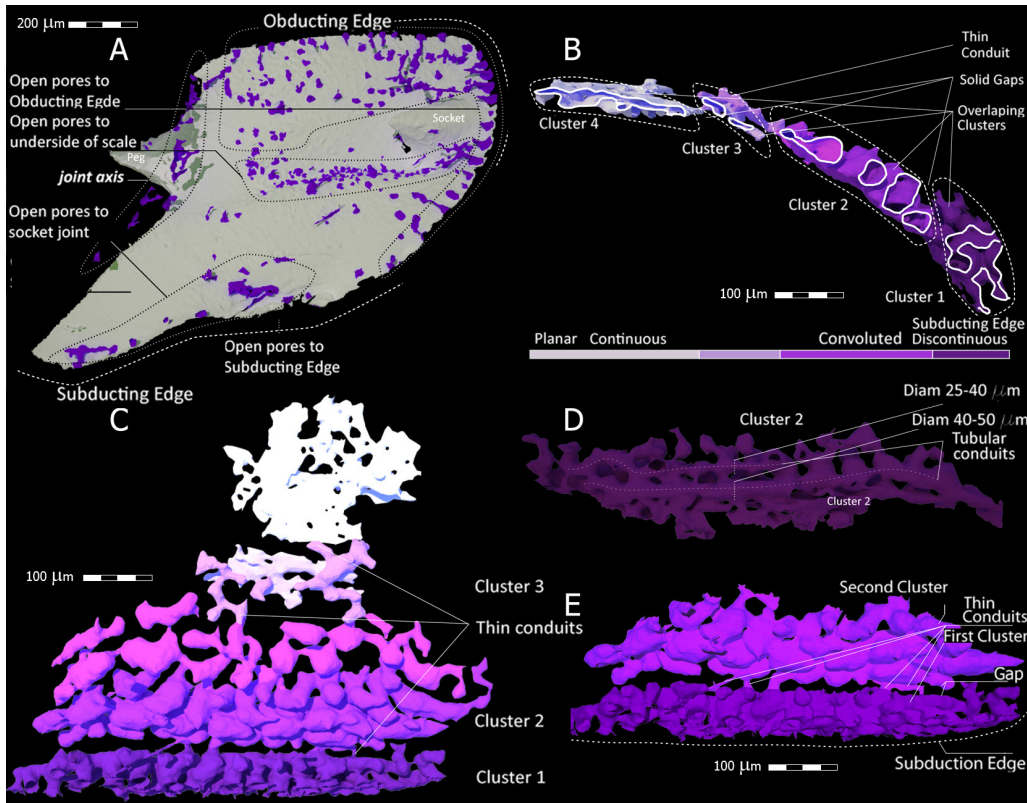 200 µm
A
Obducting Edge
Open pores to
Obducting Egde
Open pores to
underside of scale
Socket
Peg
joint axis
Open pores to
socket joint
Open pores to
Subducting Edge
Subducting Edge
B
Thin
Conduit
Solid Gaps
Overlaping
Clusters
Cluster 4
Cluster 3
Cluster 2
Cluster 1
100 µm
Subducting Edge
Planar Continuous Convoluted Discontinuous
C
100 µm
Cluster 3
Thin conduits
Cluster 2
Cluster 1
D
Cluster 2
Diam 25-40 µm
Diam 40-50 µm
Tubular
conduits
Cluster 2
E
Second Cluster
Thin
Conduits
First Cluster
Gap
Subduction Edge
100 µm